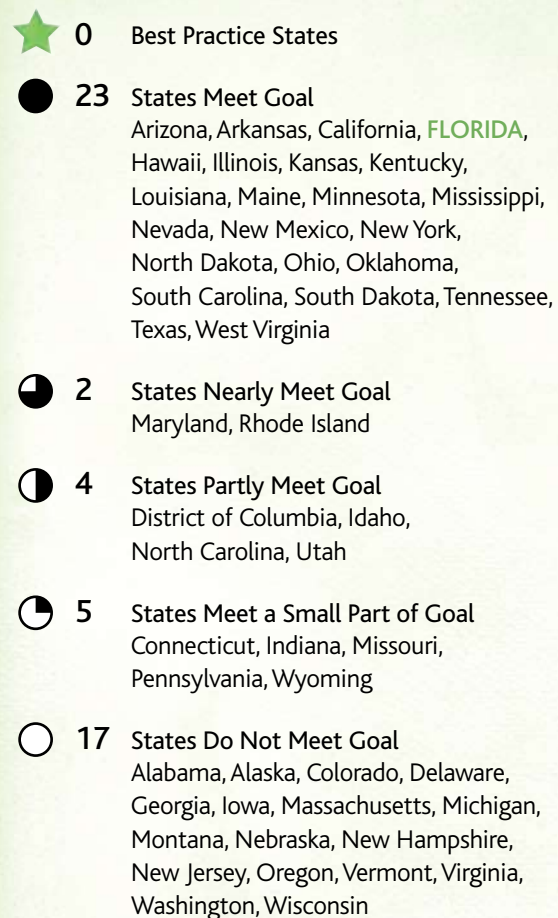 0 Best Practice States
23 States Meet Goal
Arizona, Arkansas, California, FLORIDA,
Hawaii, Illinois, Kansas, Kentucky,
Louisiana, Maine, Minnesota, Mississippi,
Nevada, New Mexico, New York,
North Dakota, Ohio, Oklahoma,
South Carolina, South Dakota, Tennessee,
Texas, West Virginia
2 States Nearly Meet Goal
Maryland, Rhode Island
4 States Partly Meet Goal
District of Columbia, Idaho,
North Carolina, Utah
5 States Meet a Small Part of Goal
Connecticut, Indiana, Missouri,
Pennsylvania, Wyoming
17 States Do Not Meet Goal
Alabama, Alaska, Colorado, Delaware,
Georgia, Iowa, Massachusetts, Michigan,
Montana, Nebraska, New Hampshire,
New Jersey, Oregon, Vermont, Virginia,
Washington, Wisconsin